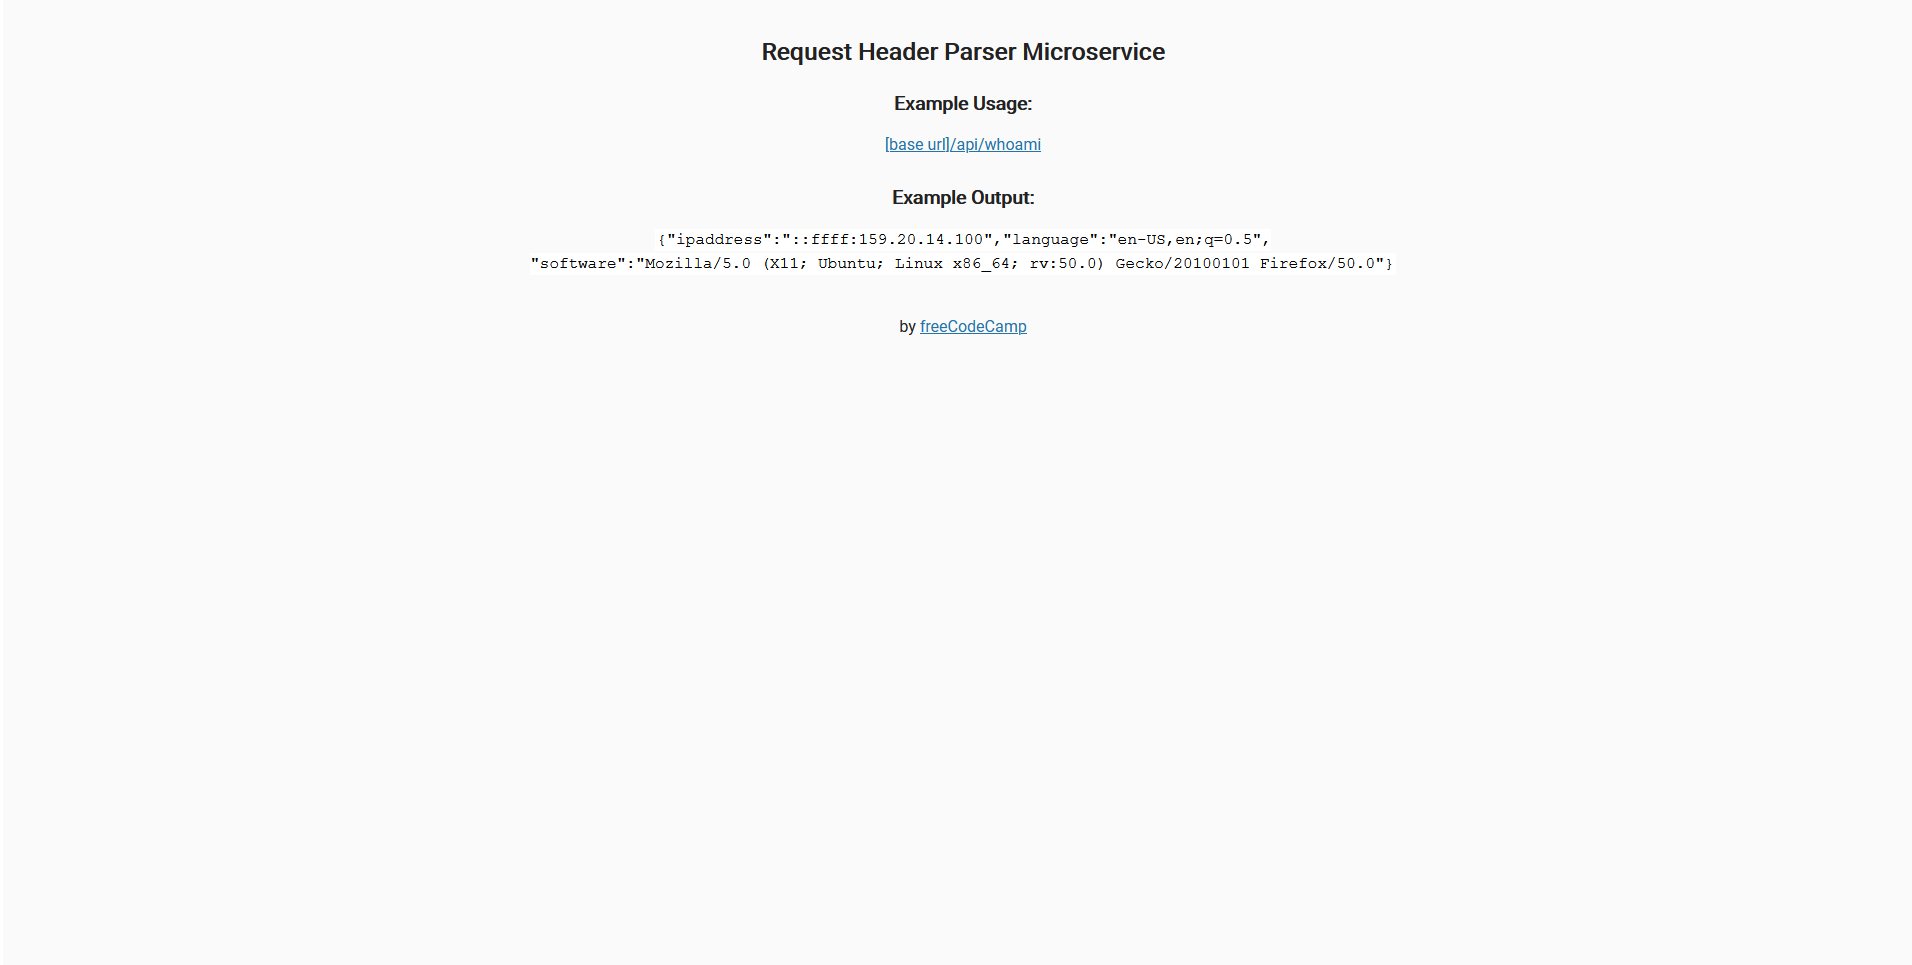 Request Header Parser Microservice
Example Usage:
[base url]/api/whoami
Example Output:
{"ipaddress":"::ffff:159.20.14.100","language":"en-US,en;q=0.5",
"software":"Mozilla/5.0 (X11; Ubuntu; Linux x86_64; rv:50.0) Gecko/20100101 Firefox/50.0"}
by freeCodeCamp